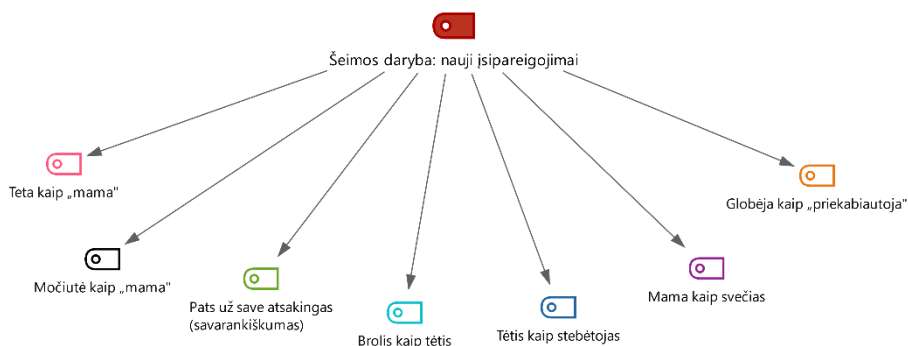 Šeimos daryba: nauji įsipareigojimai
Teta kaip „mama"
Globėja kaip „priekabiautoja"
Močiutė kaip „mama"
Pats už save atsakingas
(savarankiškumas)
Mama kaip svečias
Brolis kaip tėtis
Tėtis kaip stebėtojas